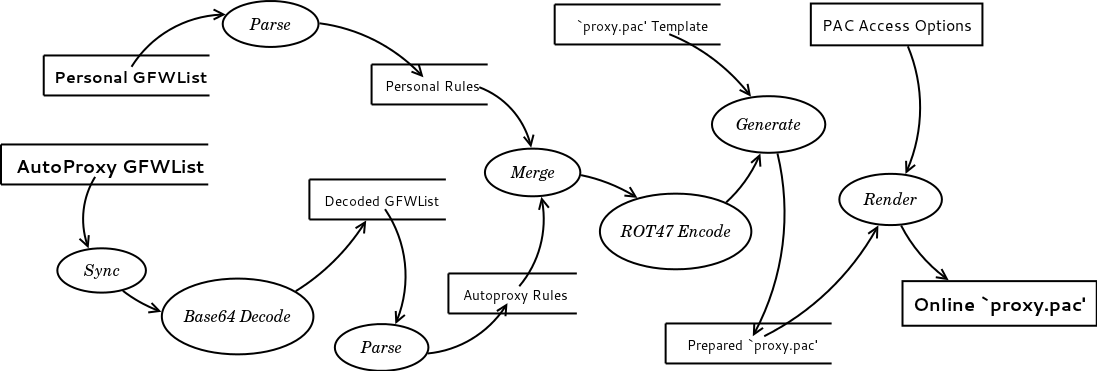 Parse
Personal GFWList
Personal Rules
`proxy.pac' Template
PAC Access Options
Generate
AutoProxy GFWList
Merge
Decoded GFWList
Render
ROT47 Encode
Sync
Base64 Decode
Autoproxy Rules
Online `proxy.pac'
Parse
Prepared `proxy.pac'